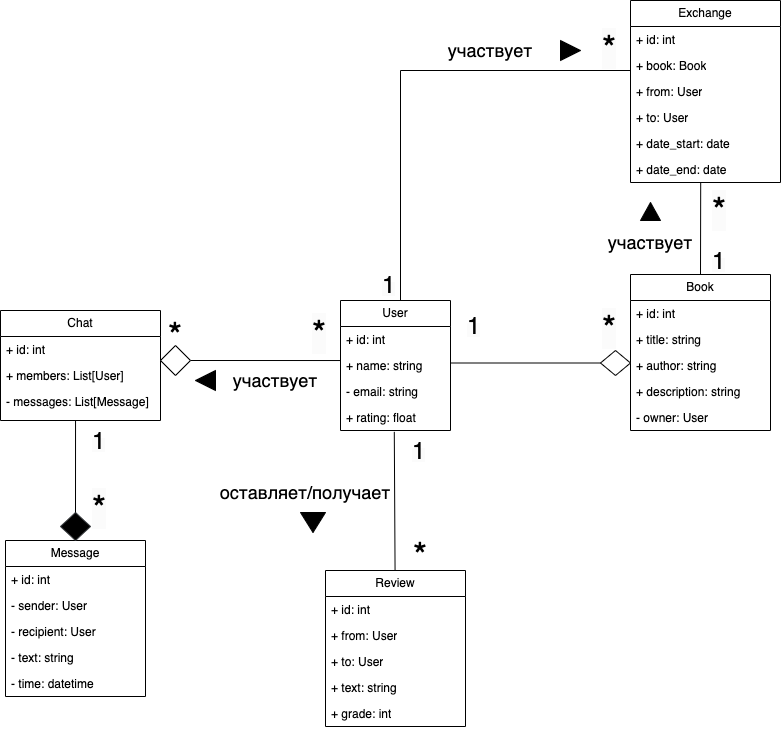 Exchange
+ id: int
+ book: Book
+ from: User
+ to: User
+ date_start: date
+ date_end: date
участвует
*
*
участвует
1
1
Book
+ id: int
+ title: string
+ author: string
+ description: string
- owner: User
User
+ id: int
+ name: string
- email: string
+ rating: float
1
*
Chat
+ id: int
+ members: List[User]
- messages: List[Message]
*
*
участвует
1
*
1
оставляет/получает
*
Message
+ id: int
- sender: User
- recipient: User
- text: string
- time: datetime
Review
+ id: int
+ from: User
+ to: User
+ text: string
+ grade: int